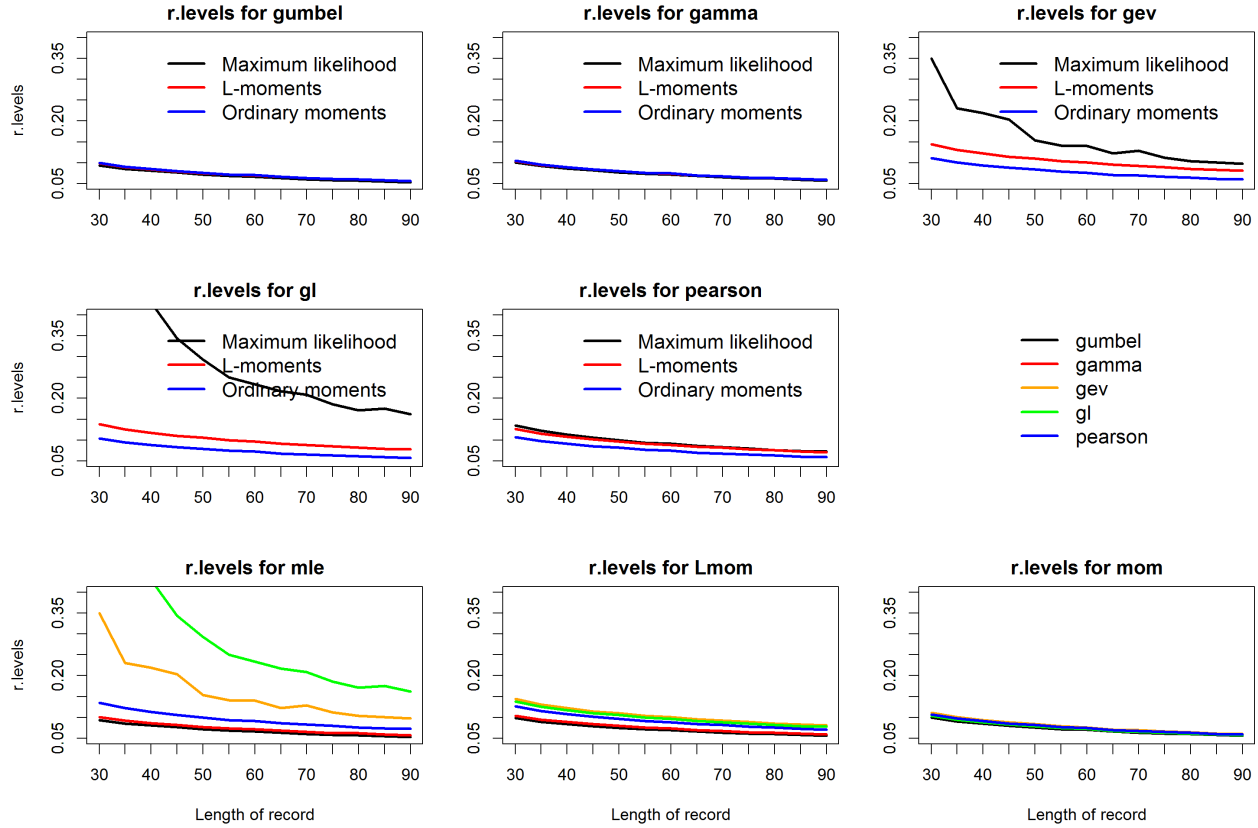 r.levels for gumbel
r.levels for gamma
r.levels for gev
r.levels
0.35
0.20
0.05
Maximum likelihood
L-moments
Ordinary moments
30 40 50 60 70 80 90
0.35
0.20
0.05
Maximum likelihood
L-moments
Ordinary moments
30 40 50 60 70 80 90
0.35
0.20
0.05
Maximum likelihood
L-moments
Ordinary moments
30 40 50 60 70 80 90
r.levels for gl
r.levels for pearson
r.levels
0.35
0.20
0.05
Maximum likelihood
L-moments
Ordinary moments
30 40 50 60 70 80 90
0.35
0.20
0.05
Maximum likelihood
L-moments
Ordinary moments
30 40 50 60 70 80 90
gumbel
gamma
gev
gl
pearson
r.levels for mle
r.levels for Lmom
r.levels for mom
r.levels
0.35
0.20
0.05
30 40 50 60 70 80 90
Length of record
0.35
0.20
0.05
30 40 50 60 70 80 90
Length of record
0.35
0.20
0.05
30 40 50 60 70 80 90
Length of record